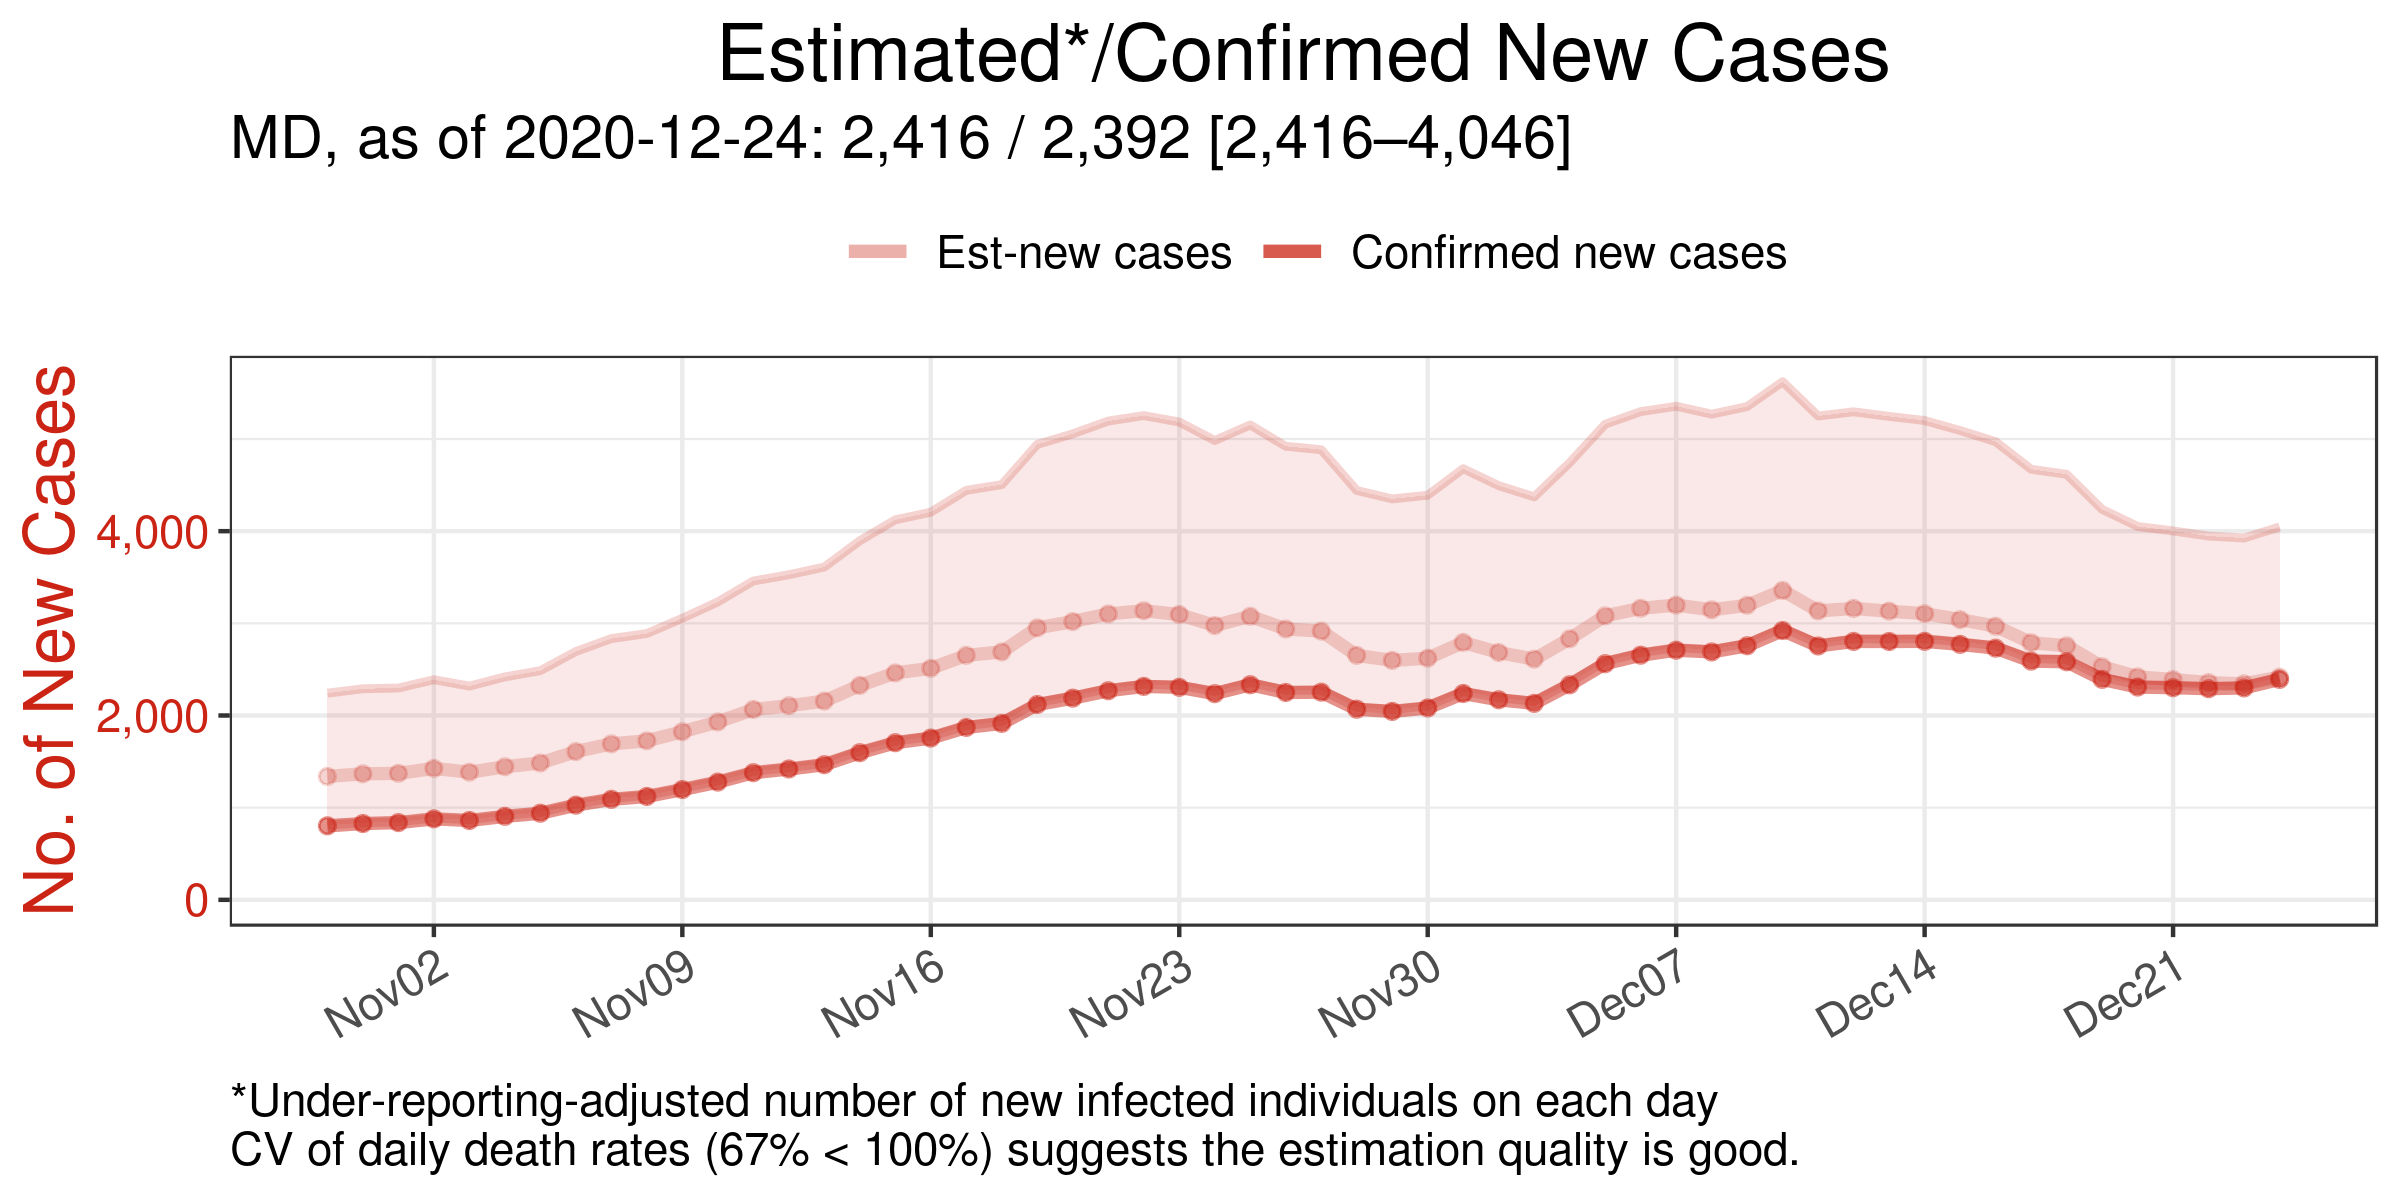 Estimated*/Confirmed New Cases
MD, as of 2020-12-24: 2,416 / 2,392 [2,416–4,046]
Est-new cases
Confirmed new cases
No. of New Cases
4,000
2,000
0
Nov02
Nov09
Nov16
Nov23
Nov30
Dec07
Dec14
Dec21
*Under-reporting-adjusted number of new infected individuals on each day
CV of daily death rates (67% < 100%) suggests the estimation quality is good.